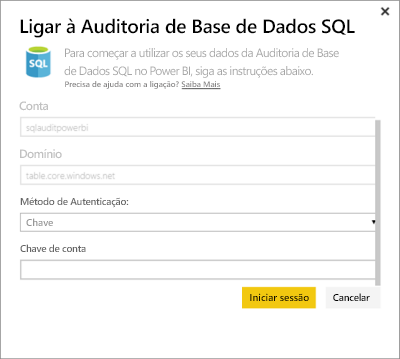 Ligar à Auditoria de Base de Dados SQL
SQL
Para começar a utilizar os seus dados da Auditoria de Base
de Dados SQL no Power BI, siga as instruções abaixo.
Precisa de ajuda com a ligação? Saiba Mais
Conta
sqlauditpowerbi
Domínio
table.core.windows.net
Método de Autenticação:
Chave
Chave de conta
Iniciar sessão Cancelar